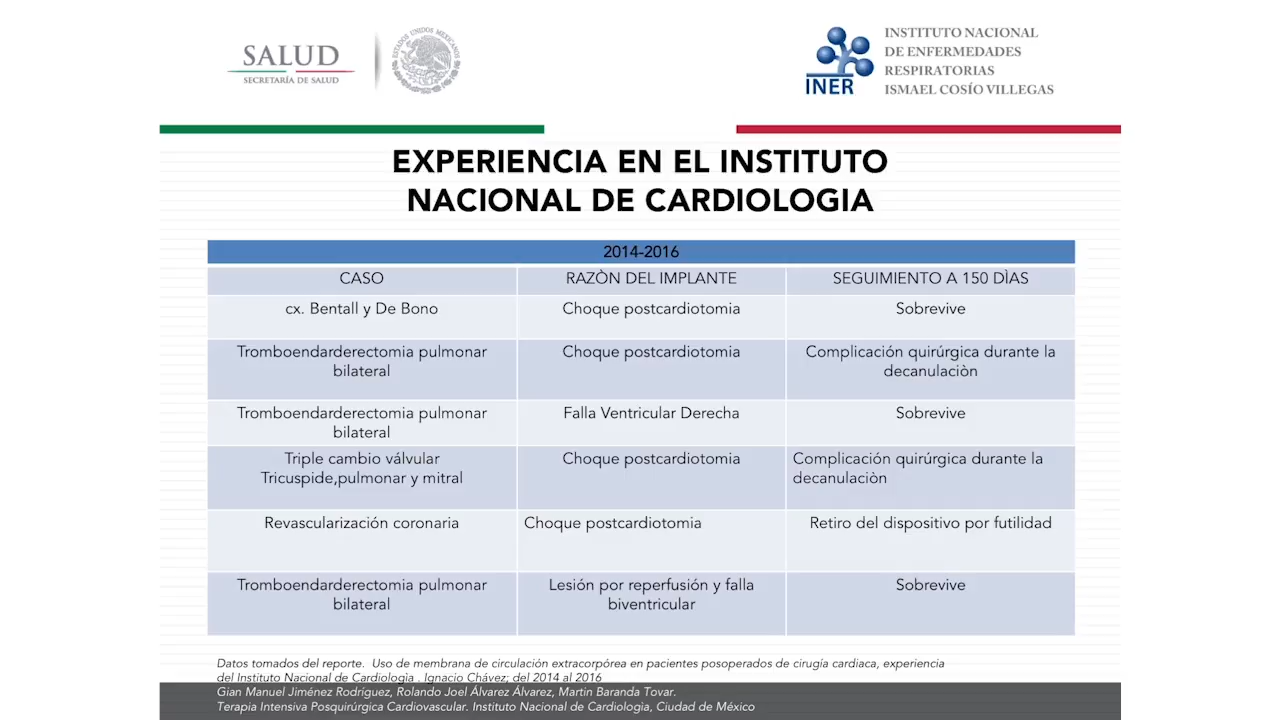 SALUD
SECRETARÍA DE SALUD
ESTADOS UNIDOS MEXICANOS
INER
INSTITUTO NACIONAL
DE ENFERMEDADES
RESPIRATORIAS
ISMAEL COSÍO VILLEGAS
EXPERIENCIA EN EL INSTITUTO
NACIONAL DE CARDIOLOGIA
2014-2016
CASO
RAZÒN DEL IMPLANTE
SEGUIMIENTO A 150 DÌAS
cx. Bentall y De Bono
Choque postcardiotomia
Sobrevive
Tromboendarderectomia pulmonar
bilateral
Choque postcardiotomia
Complicación quirúrgica durante la
decanulaciòn
Tromboendarderectomia pulmonar
bilateral
Falla Ventricular Derecha
Sobrevive
Triple cambio válvular
Tricuspide,pulmonar y mitral
Choque postcardiotomia
Complicación quirúrgica durante la
decanulaciòn
Revascularización coronaria
Choque postcardiotomia
Retiro del dispositivo por futilidad
Tromboendarderectomia pulmonar
bilateral
Lesión por reperfusión y falla
biventricular
Sobrevive
Datos tomados del reporte. Uso de membrana de circulación extracorpórea en pacientes posoperados de cirugía cardiaca, experiencia
del Instituto Nacional de Cardiologìa . Ignacio Chávez; del 2014 al 2016
Gian Manuel Jiménez Rodríguez, Rolando Joel Álvarez Álvarez, Martin Baranda Tovar.
Terapia Intensiva Posquirúrgica Cardiovascular. Instituto Nacional de Cardiologìa, Ciudad de México